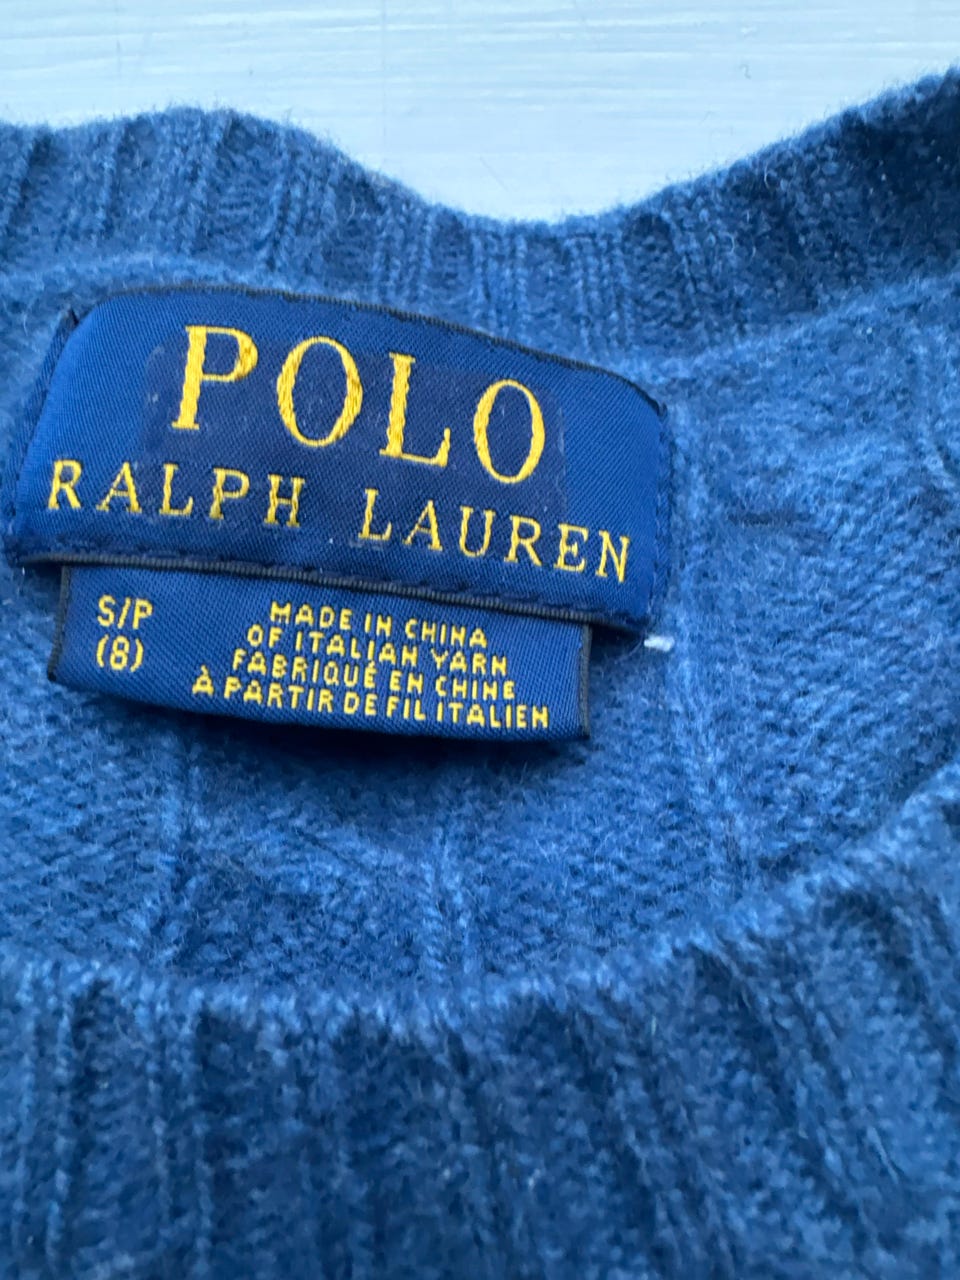 POLO
RALPH LAUREN
S/P
(8)
MADE IN CHINA
OF ITALIAN YARN
FABRIQUÉ EN CHINE
À PARTIR DE FIL ITALIEN